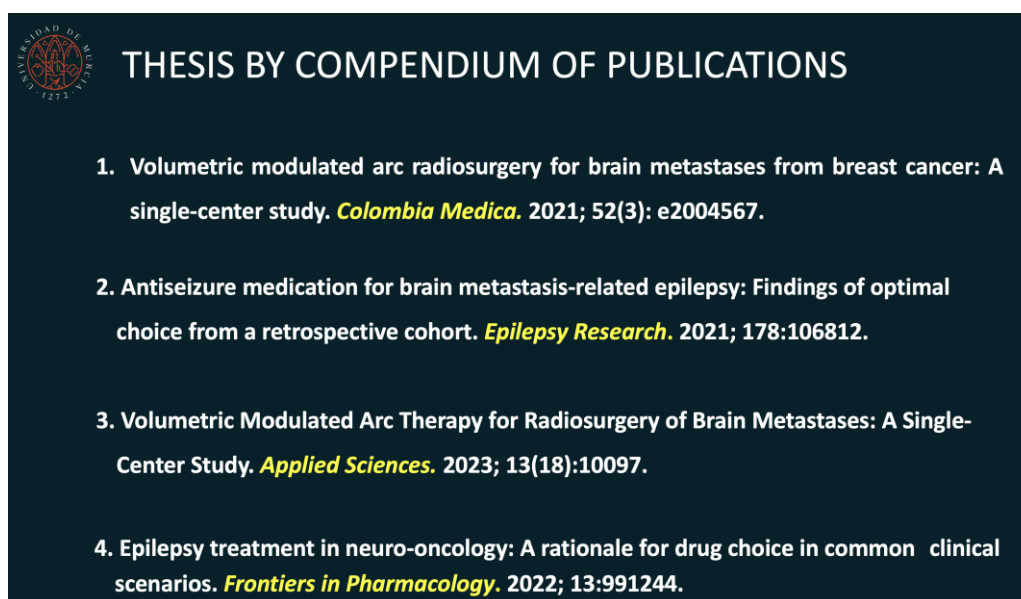 UNIVERSIDAD DE MURCIA
· 1272 ·
THESIS BY COMPENDIUM OF PUBLICATIONS
1. Volumetric modulated arc radiosurgery for brain metastases from breast cancer: A
single-center study. Colombia Medica. 2021; 52(3): e2004567.
2. Antiseizure medication for brain metastasis-related epilepsy: Findings of optimal
choice from a retrospective cohort. Epilepsy Research. 2021; 178:106812.
3. Volumetric Modulated Arc Therapy for Radiosurgery of Brain Metastases: A Single-
Center Study. Applied Sciences. 2023; 13(18):10097.
4. Epilepsy treatment in neuro-oncology: A rationale for drug choice in common clinical
scenarios. Frontiers in Pharmacology. 2022; 13:991244.